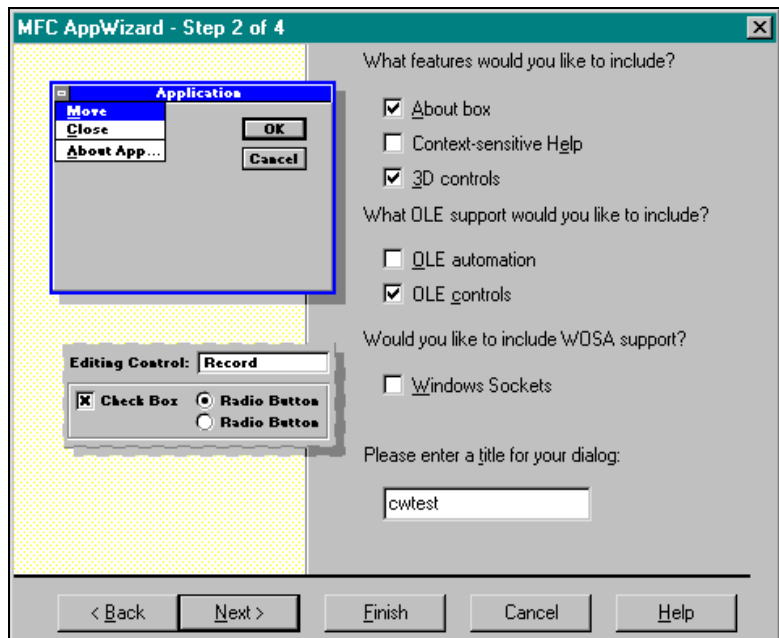 MFC AppWizard - Step 2 of 4
Application
Move
Close
About App...
OK
Cancel
Editing Control: Record
Check Box Radio Button
Radio Button
What features would you like to include?
About box
Context-sensitive Help
3D controls
What OLE support would you like to include?
OLE automation
OLE controls
Would you like to include WOSA support?
Windows Sockets
Please enter a title for your dialog:
cwtest
< Back Next > Finish Cancel Help